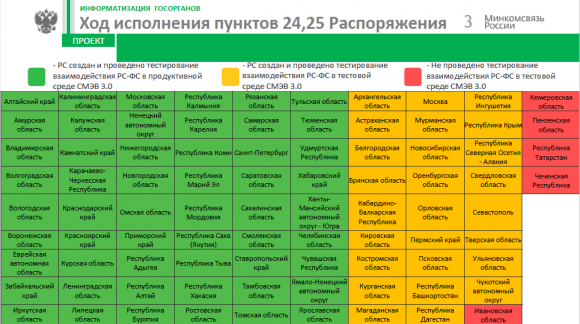 ИНФОРМАТИЗАЦИЯ ГОСОРГАНОВ
Ход исполнения пунктов 24,25 Распоряжения
3
Минкомсвязь
России
ПРОЕКТ
- РС создан и проведено тестирование
взаимодействия РС-ФС в продуктивной
среде СМЭВ 3.0
- РС создан и проведено тестирование
взаимодействия РС-ФС в тестовой
среде СМЭВ 3.0
- Не проведено тестирование
взаимодействия РС-ФС в тестовой
среде СМЭВ 3.0
Алтайский край
Калининградская
область
Московская
область
Республика
Калмыкия
Рязанская
область
Тульская область
Архангельская
область
Москва
Республика
Ингушетия
Кемеровская
область
Амурская
область
Калужская
область
Ненецкий
автономный
округ
Республика
Карелия
Самарская
область
Тюменская
область
Астраханская
область
Мурманская
область
Республика Крым
Пензенская
область
Владимирская
область
Камчатский край
Нижегородская
область
Республика Коми
Санкт-Петербург
Удмуртская
Республика
Белгородская
область
Новосибирская
область
Республика
Северная Осетия
- Алания
Республика
Татарстан
Волгоградская
область
Карачаево-
Черкесская
Республика
Новгородская
область
Республика
Марий Эл
Саратовская
область
Хабаровский
край
Брянская область
Оренбургская
область
Свердловская
область
Чеченская
Республика
Вологодская
область
Краснодарский
край
Омская область
Республика
Мордовия
Сахалинская
область
Ханты-
Мансийский
автономный
округ - Югра
Кабардино-
Балкарская
Республика
Орловская
область
Севастополь
Воронежская
область
Красноярский
край
Приморский
край
Республика Саха
(Якутия)
Смоленская
область
Челябинская
область
Кировская
область
Пермский край
Тверская область
Еврейская
автономная
область
Курская область
Республика
Адыгея
Республика Тыва
Ставропольский
край
Чувашская
Республика
Костромская
область
Псковская
область
Ульяновская
область
Забайкальский
край
Ленинградская
область
Республика
Алтай
Республика
Хакасия
Тамбовская
область
Ямало-Ненецкий
автономный
округ
Курганская
область
Республика
Башкортостан
Чукотский
автономный
округ
Иркутская
область
Липецкая
область
Республика
Бурятия
Ростовская
область
Томская область
Ярославская
область
Магаданская
область
Республика
Дагестан
Ивановская
область